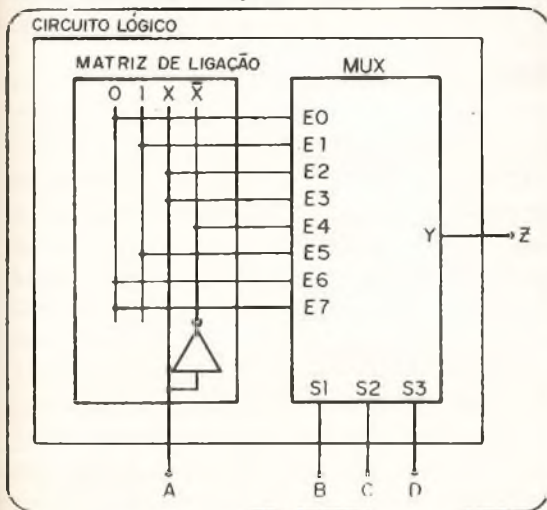 CIRCUITO LÓGICO
MATRIZ DE LIGAÇÃO
MUX
0 1 X X̅
E0
E1
E2
E3
E4
E5
E6
E7
Y
Z
S1 S2 S3
A
B C D